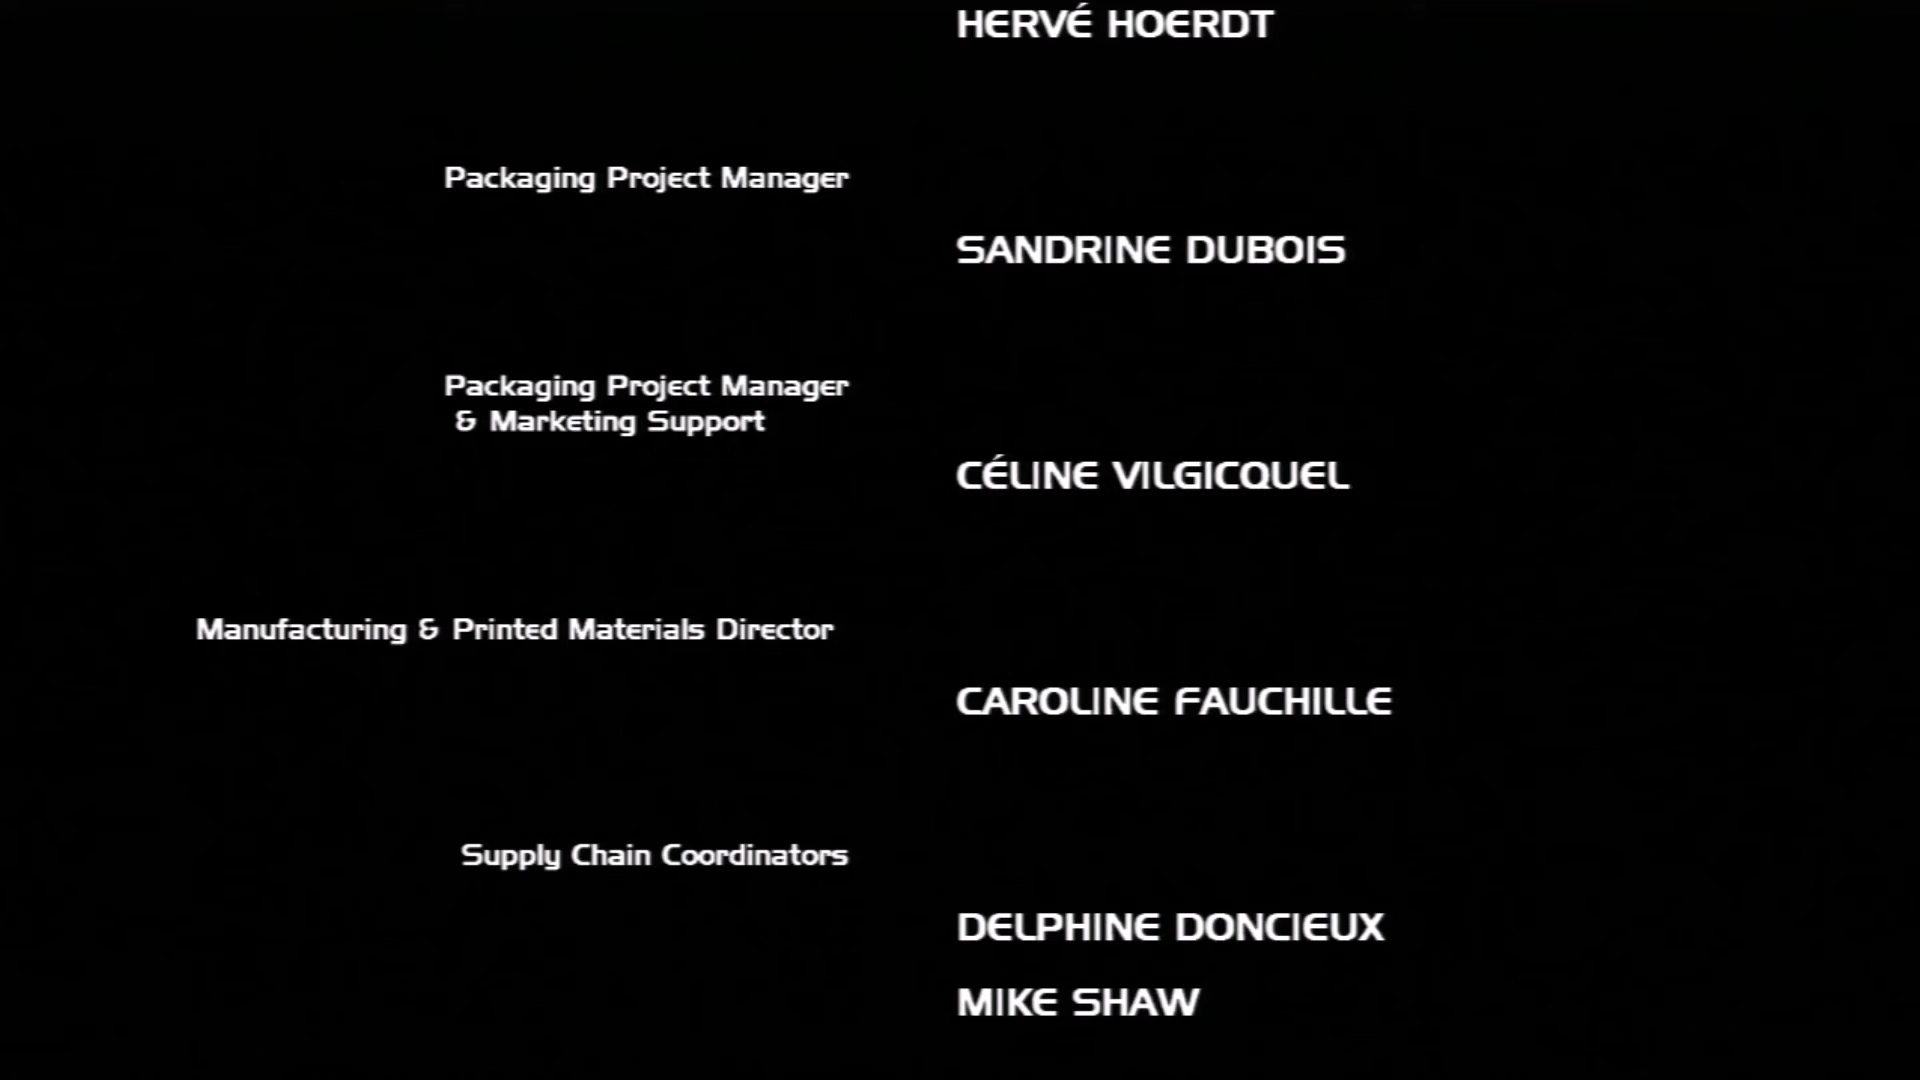 HERVÉ HOERDT
Packaging Project Manager
SANDRINE DUBOIS
Packaging Project Manager
& Marketing Support
CÉLINE VILGICQUEL
Manufacturing & Printed Materials Director
CAROLINE FAUCHILLE
Supply Chain Coordinators
DELPHINE DONCIEUX
MIKE SHAW